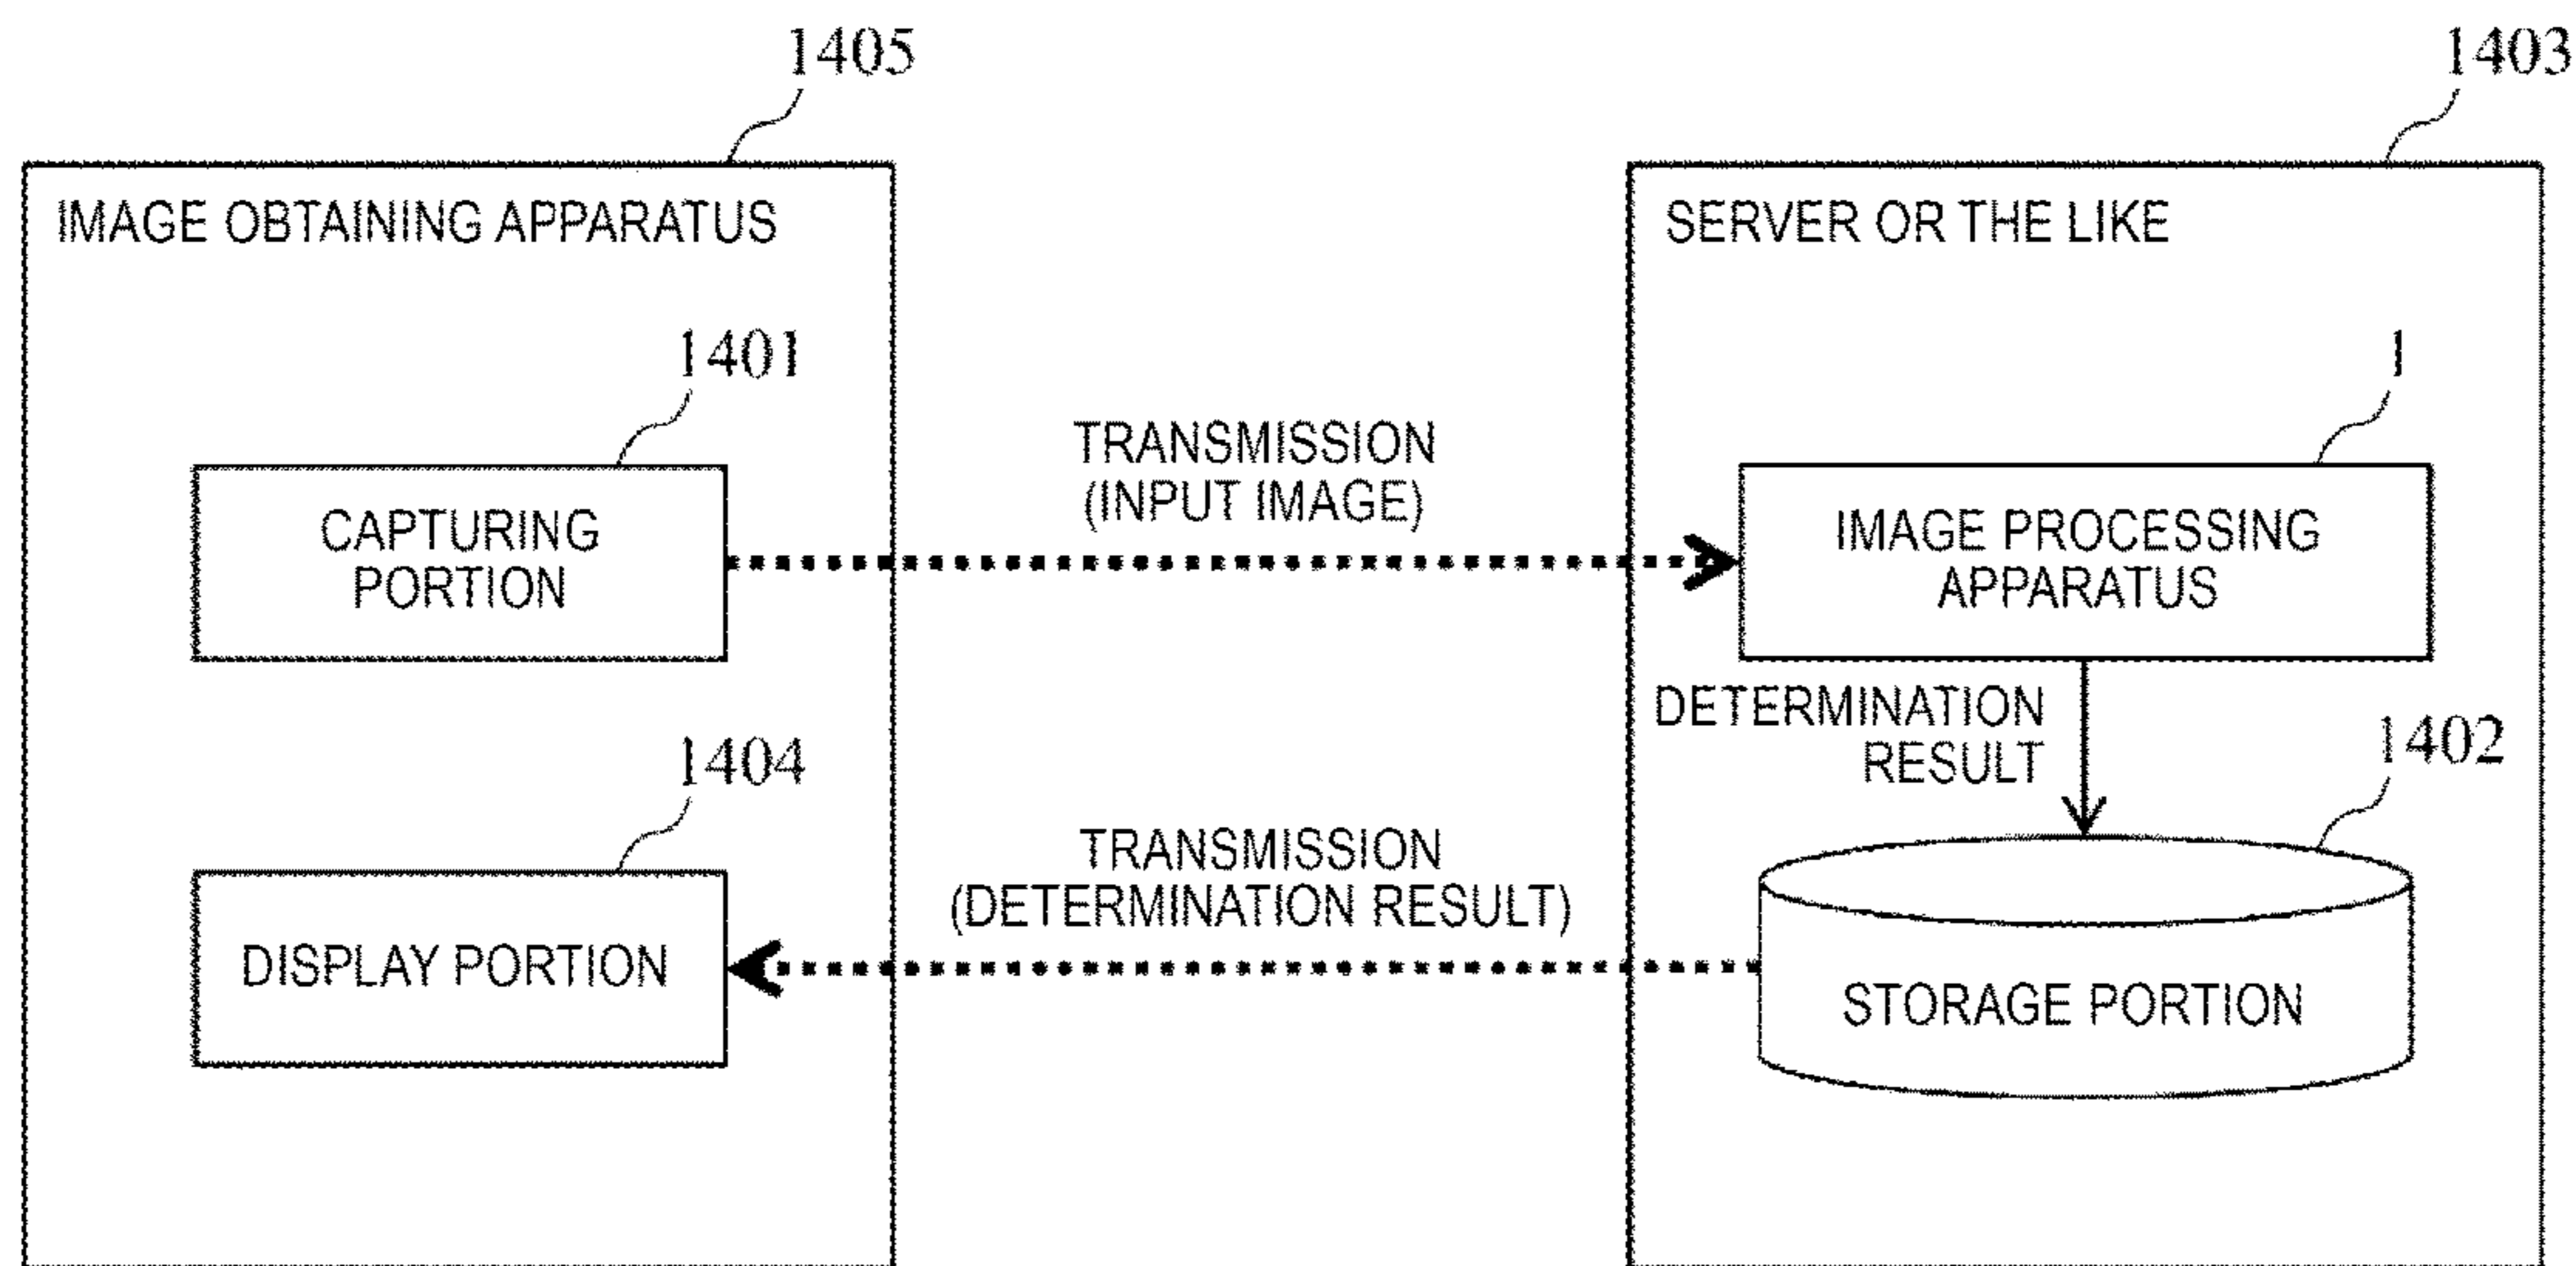 1405
1403
IMAGE OBTAINING APPARATUS
SERVER OR THE LIKE
1401
1
TRANSMISSION
(INPUT IMAGE)
CAPTURING
PORTION
IMAGE PROCESSING
APPARATUS
DETERMINATION
RESULT
1404
1402
TRANSMISSION
(DETERMINATION RESULT)
DISPLAY PORTION
STORAGE PORTION